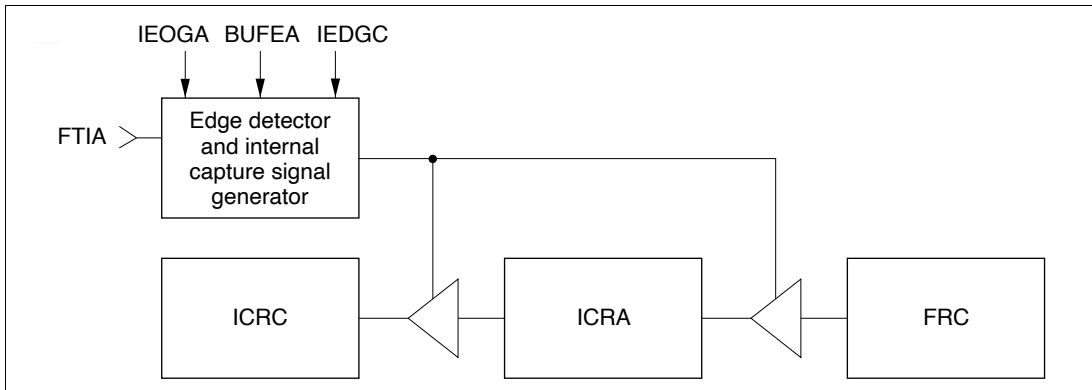 IEOGA BUFEA IEDGC
FTIA
Edge detector
and internal
capture signal
generator
ICRC ICRA FRC